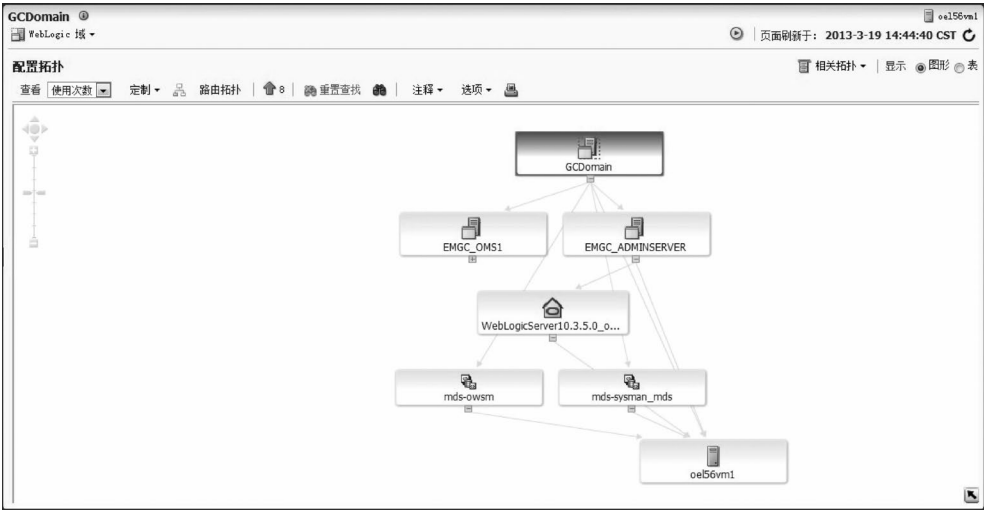 GCDomain
oel56vm1
WebLogic 域
页面刷新于: 2013-3-19 14:44:40 CST
配置拓扑
相关拓扑 显示 图形 表
查看 使用次数 定制 路由拓扑 8 重置查找 注释 选项
GCDomain
EMGC_OMS1
EMGC_ADMINSERVER
WebLogicServer10.3.5.0_o...
mds-owsm
mds-sysman_mds
oel56vm1